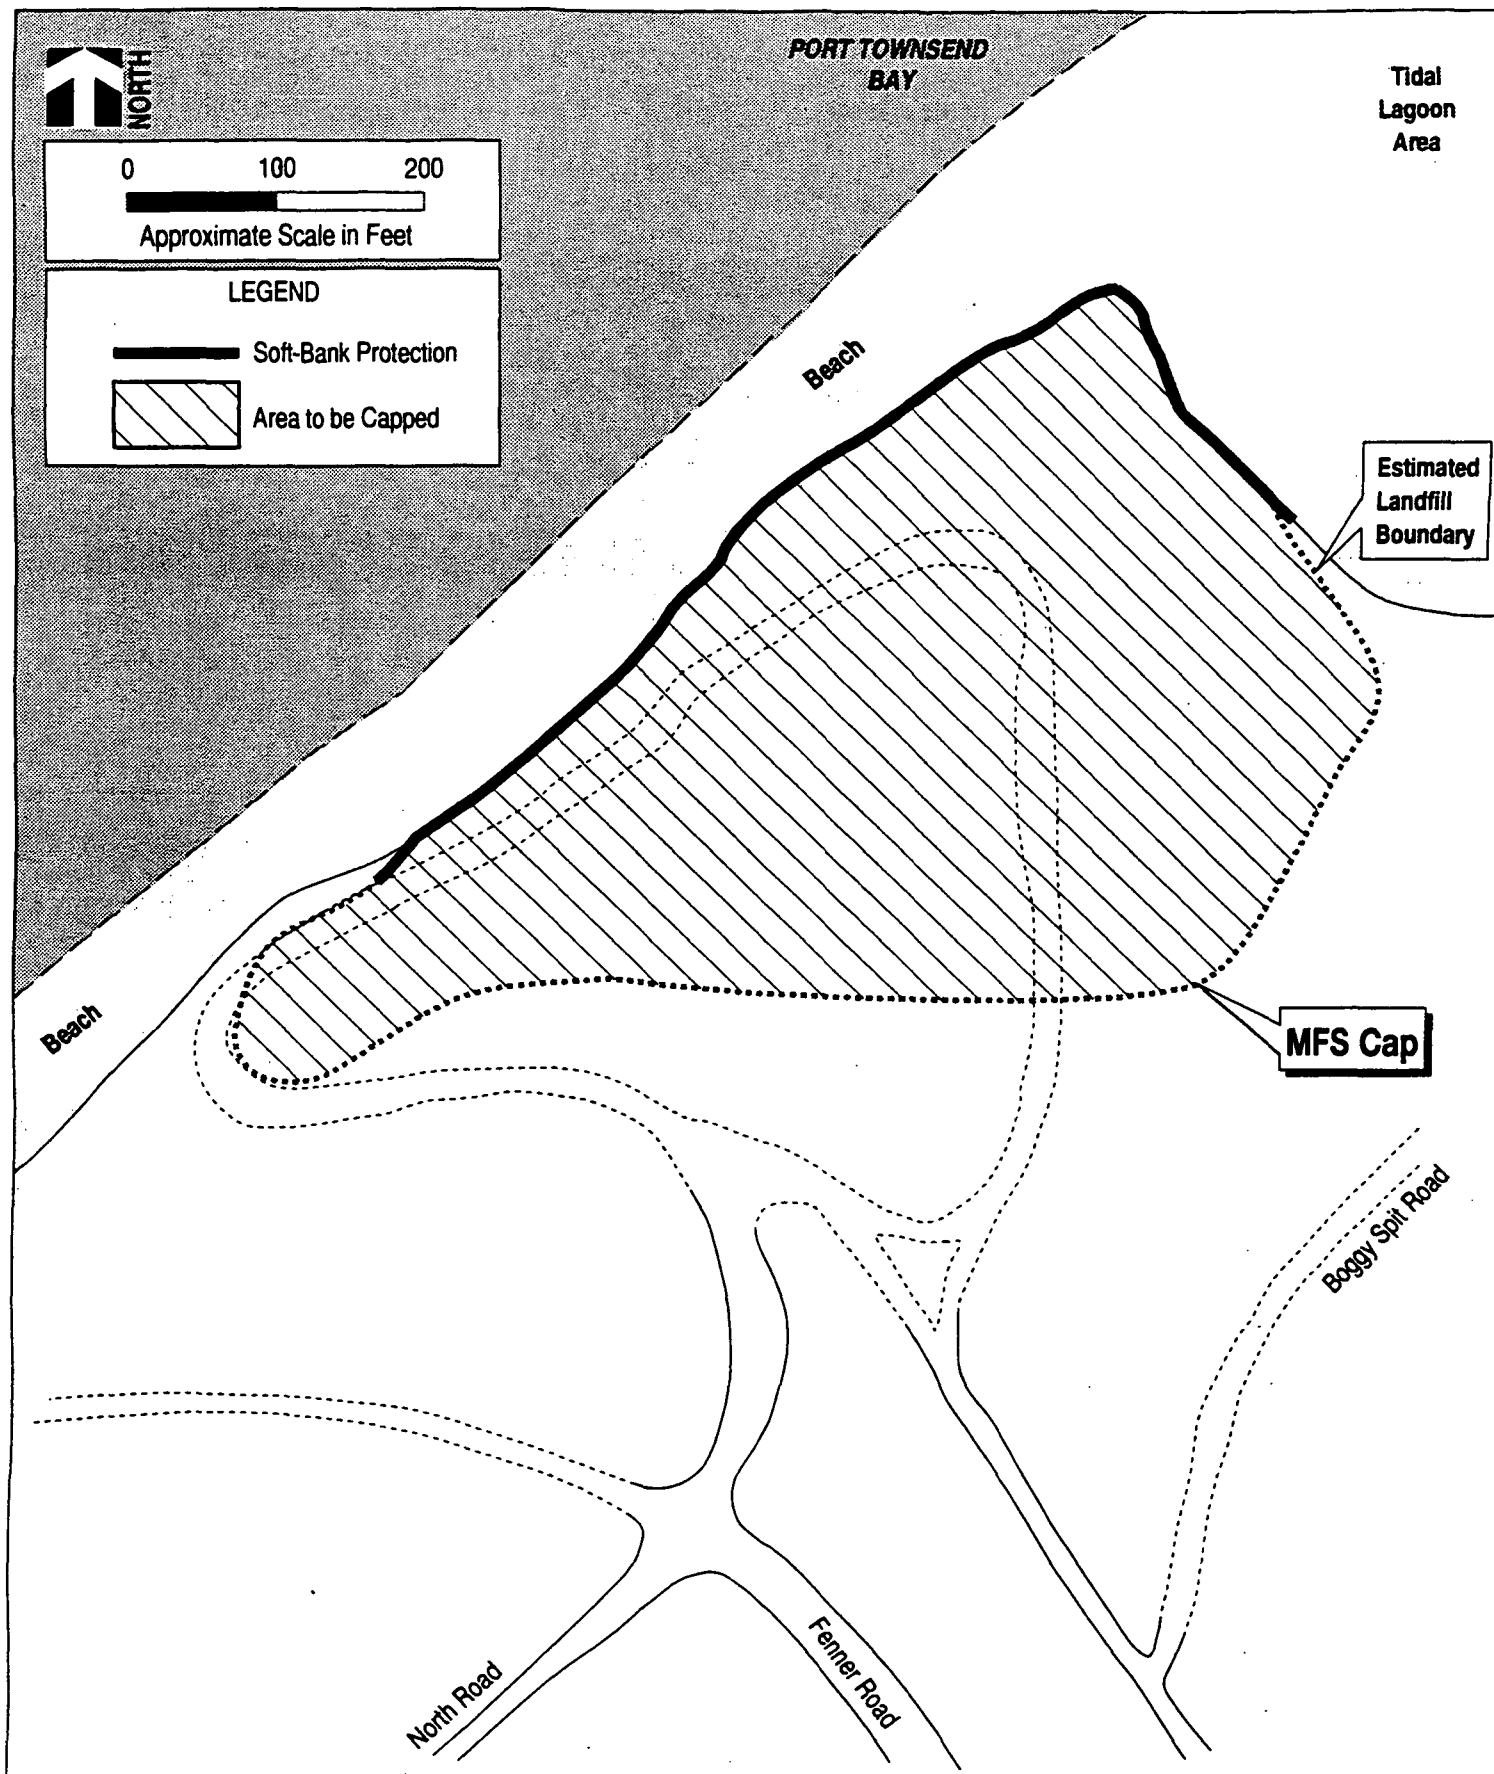 NORTH
PORT TOWNSEND
BAY
Tidal
Lagoon
Area
0 100 200
Approximate Scale in Feet
LEGEND
Soft-Bank Protection
Area to be Capped
Beach
Estimated
Landfill
Boundary
Beach
MFS Cap
Boggy Spit Road
North Road
Fenner Road